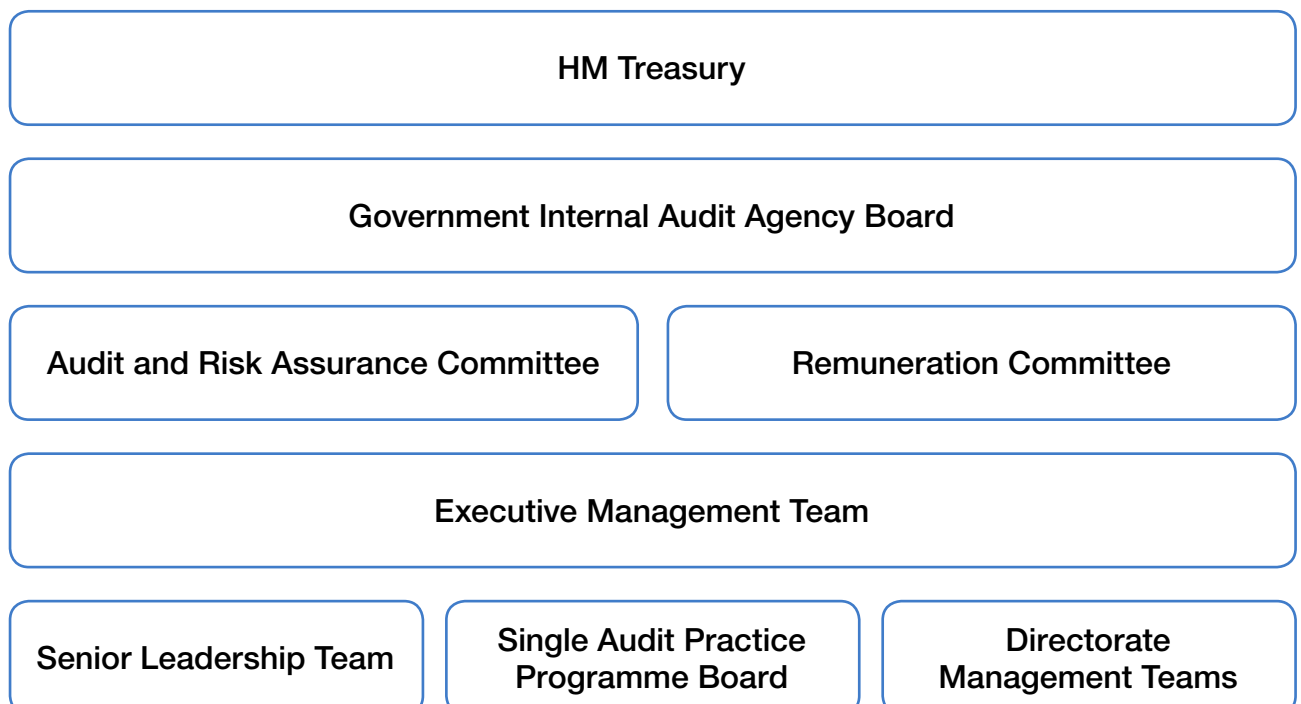 HM Treasury
Government Internal Audit Agency Board
Audit and Risk Assurance Committee
Remuneration Committee
Executive Management Team
Senior Leadership Team
Single Audit Practice
Programme Board
Directorate
Management Teams